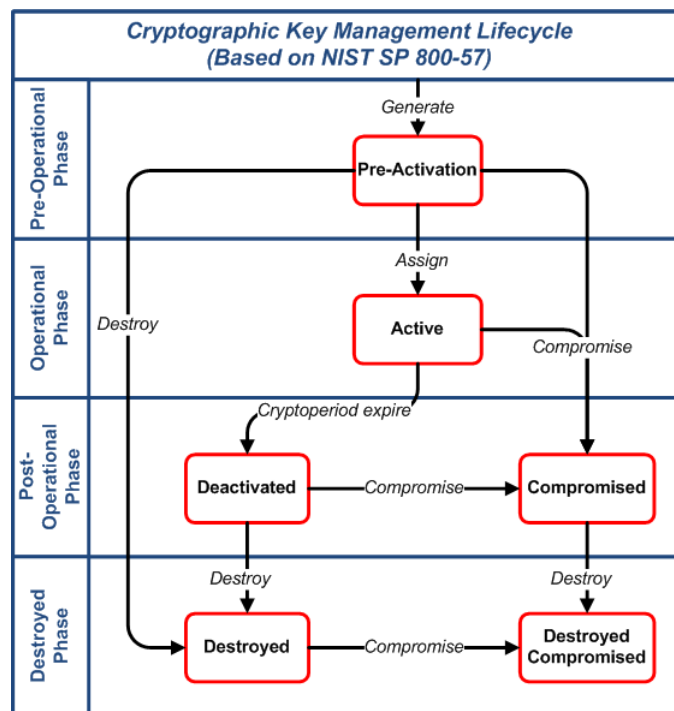 Cryptographic Key Management Lifecycle
(Based on NIST SP 800-57)
Pre-Operational
Phase
Generate
Pre-Activation
Operational
Phase
Assign
Destroy
Active
Compromise
Post-
Operational
Phase
Cryptoperiod expire
Deactivated
Compromise
Compromised
Destroyed
Phase
Destroy
Destroy
Destroyed
Compromise
Destroyed
Compromised